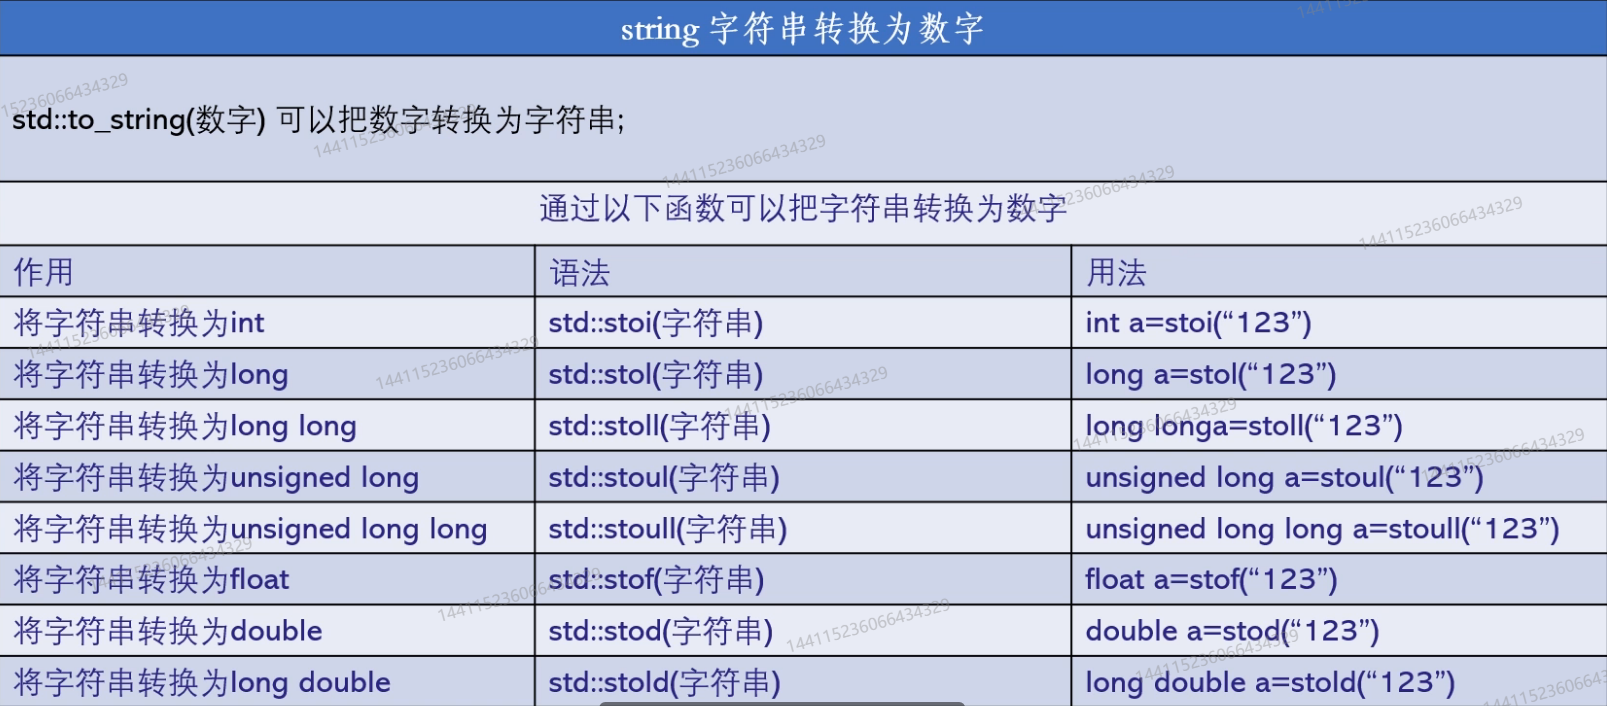 string 字符串转换为数字
std::to_string(数字) 可以把数字转换为字符串;
通过以下函数可以把字符串转换为数字
作用 语法 用法
将字符串转换为int std::stoi(字符串) int a=stoi(“123”)
将字符串转换为long std::stol(字符串) long a=stol(“123”)
将字符串转换为long long std::stoll(字符串) long longa=stoll(“123”)
将字符串转换为unsigned long std::stoul(字符串) unsigned long a=stoul(“123”)
将字符串转换为unsigned long long std::stoull(字符串) unsigned long long a=stoull(“123”)
将字符串转换为float std::stof(字符串) float a=stof(“123”)
将字符串转换为double std::stod(字符串) double a=stod(“123”)
将字符串转换为long double std::stold(字符串) long double a=stold(“123”)
144115236066434329